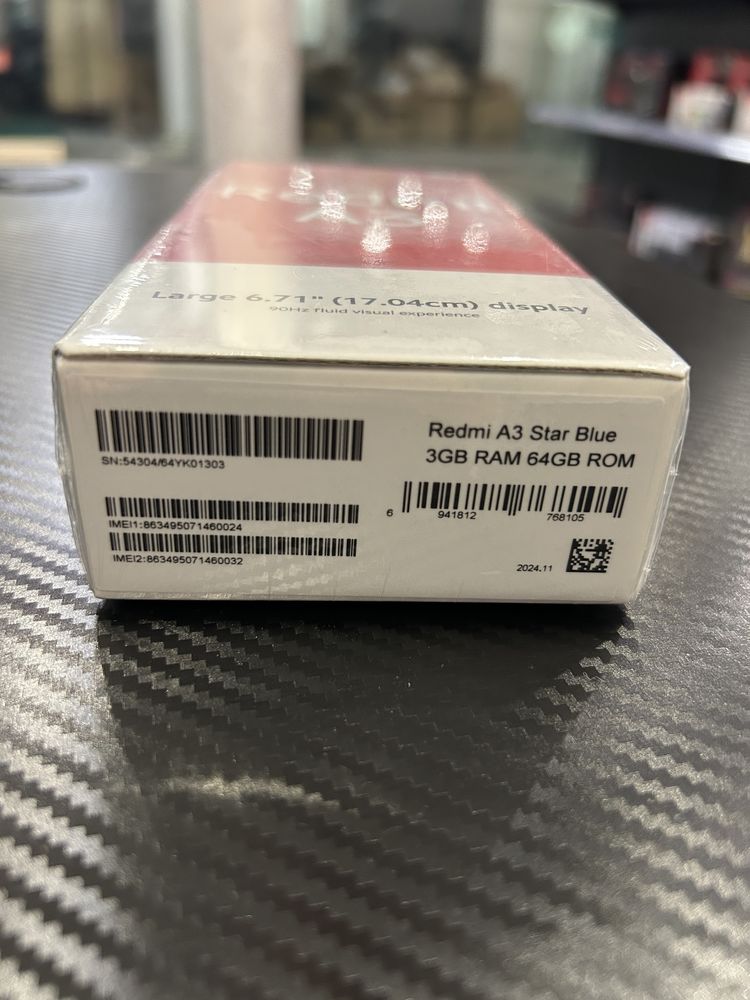 Large 6.71" (17.04cm) display
90Hz fluid visual experience
SN:54304/64YK01303
IMEI1:863495071460024
IMEI2:863495071460032
Redmi A3 Star Blue
3GB RAM 64GB ROM
6 941812 768105
2024.11